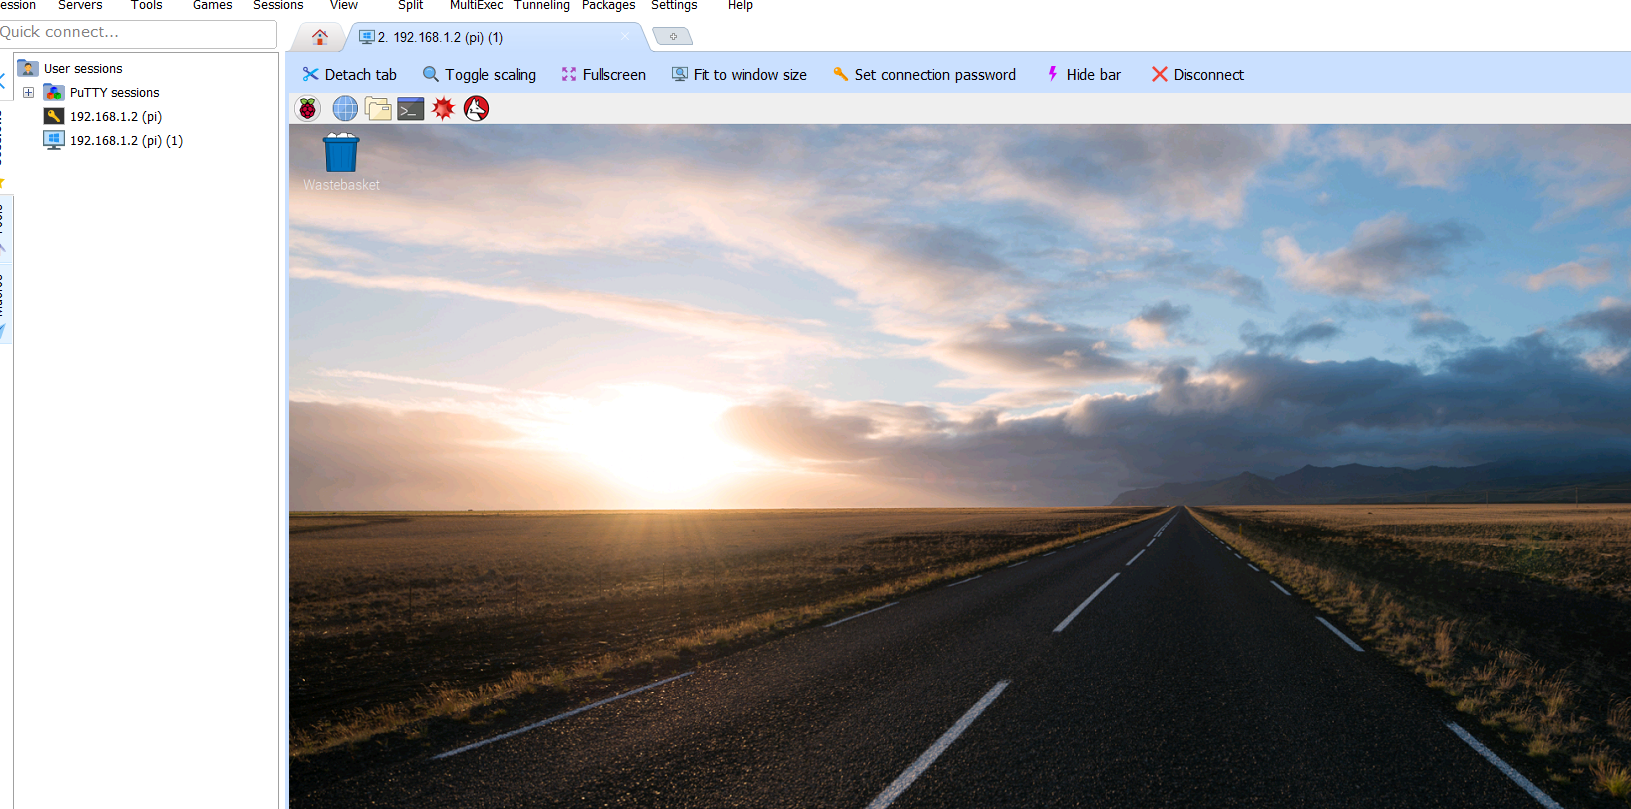 ession Servers Tools Games Sessions View Split MultiExec Tunneling Packages Settings Help
Quick connect...
2. 192.168.1.2 (pi) (1)
User sessions
PuTTY sessions
192.168.1.2 (pi)
192.168.1.2 (pi) (1)
Detach tab Toggle scaling Fullscreen Fit to window size Set connection password Hide bar Disconnect
Wastebasket